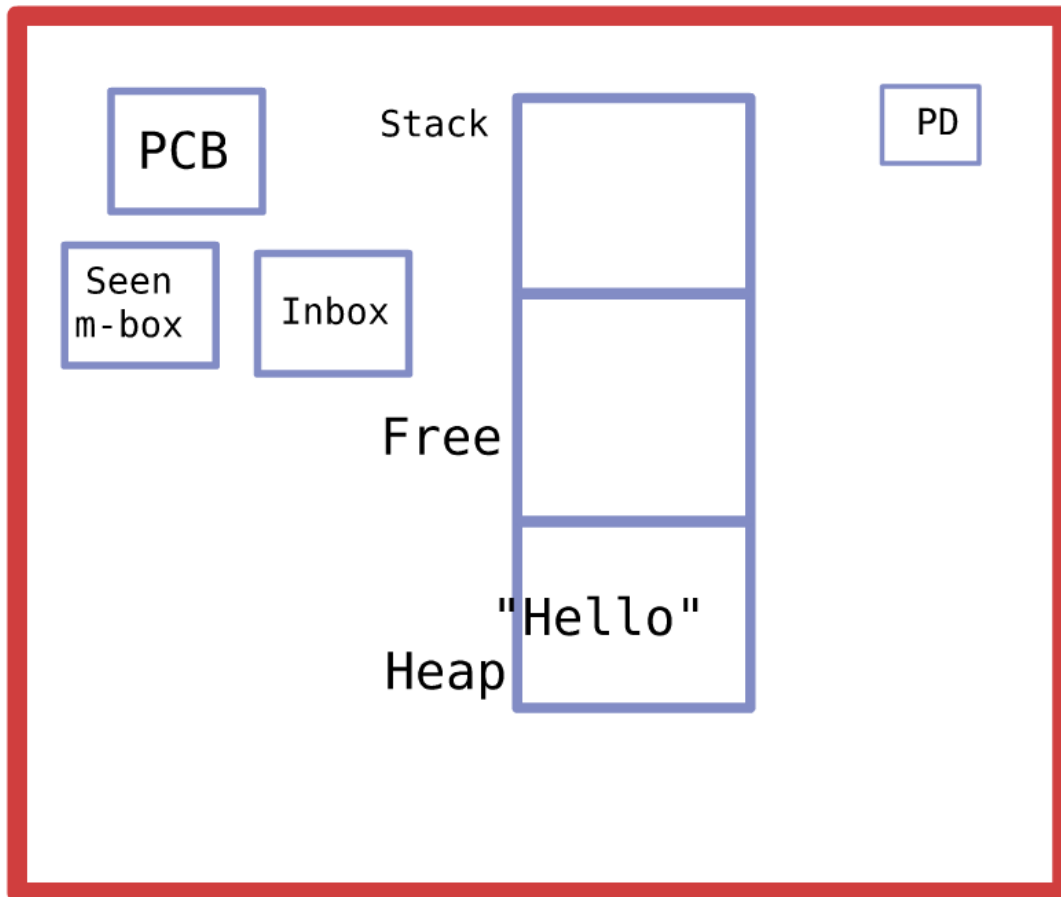 PCB
Stack
PD
Seen
m-box
Inbox
Free
"Hello"
Heap